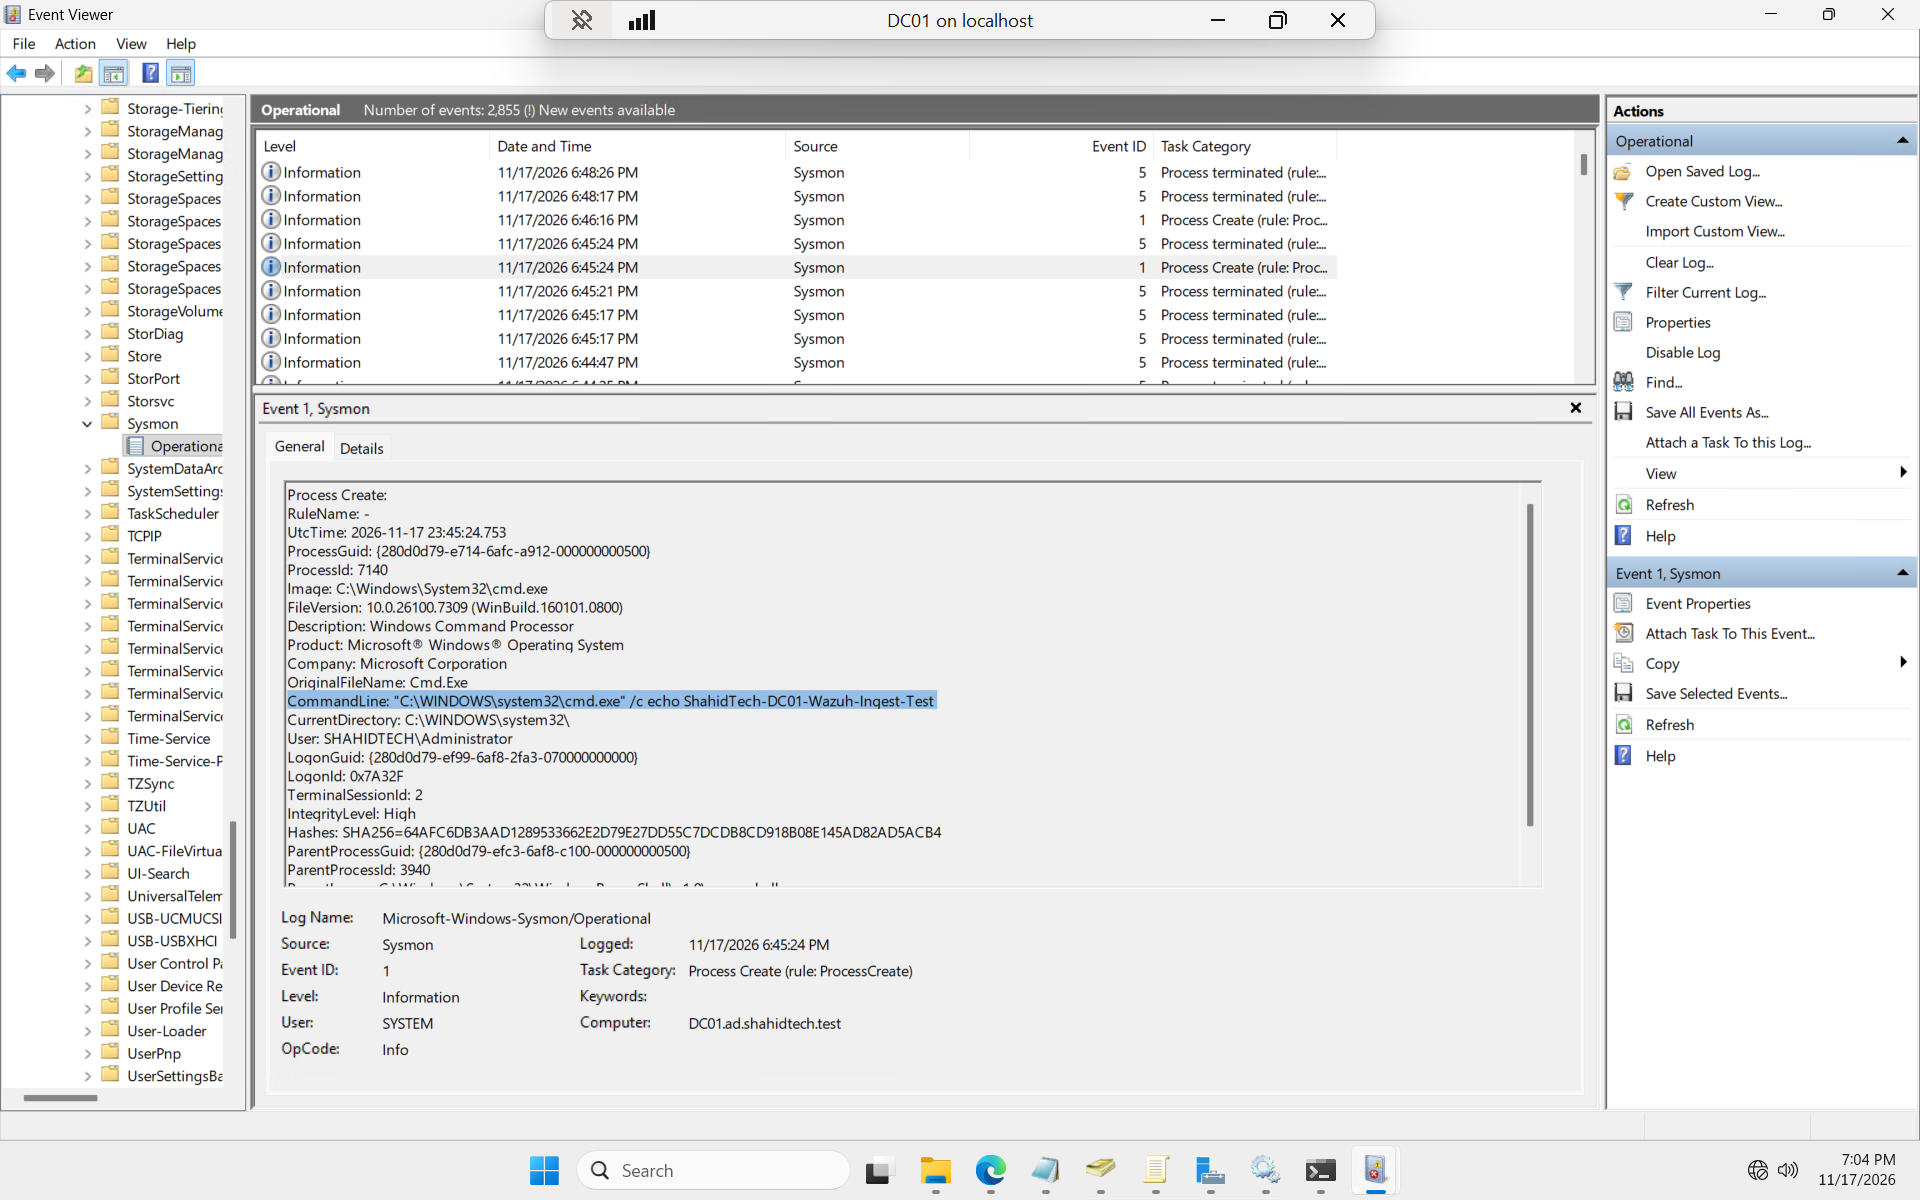 Event Viewer
DC01 on localhost
File Action View Help
Storage-Tiering
StorageManag
StorageManag
StorageSetting
StorageSpaces
StorageSpaces
StorageSpaces
StorageSpaces
StorageSpaces
StorageVolume
StorDiag
Store
StorPort
Storsvc
Sysmon
Operationa
SystemDataArc
SystemSettings
TaskScheduler
TCPIP
TerminalService
TerminalService
TerminalService
TerminalService
TerminalService
TerminalService
TerminalService
TerminalService
Time-Service
Time-Service-P
TZSync
TZUtil
UAC
UAC-FileVirtua
UI-Search
UniversalTelem
USB-UCMUCSI
USB-USBXHCI
User Control Pa
User Device Re
User Profile Ser
User-Loader
UserPnp
UserSettingsBa
Operational Number of events: 2,855 (!) New events available
Level Date and Time Source Event ID Task Category
Information 11/17/2026 6:48:26 PM Sysmon 5 Process terminated (rule:...
Information 11/17/2026 6:48:17 PM Sysmon 5 Process terminated (rule:...
Information 11/17/2026 6:46:16 PM Sysmon 1 Process Create (rule: Proc...
Information 11/17/2026 6:45:24 PM Sysmon 5 Process terminated (rule:...
Information 11/17/2026 6:45:24 PM Sysmon 1 Process Create (rule: Proc...
Information 11/17/2026 6:45:21 PM Sysmon 5 Process terminated (rule:...
Information 11/17/2026 6:45:17 PM Sysmon 5 Process terminated (rule:...
Information 11/17/2026 6:45:17 PM Sysmon 5 Process terminated (rule:...
Information 11/17/2026 6:44:47 PM Sysmon 5 Process terminated (rule:...
Event 1, Sysmon
General Details
Process Create:
RuleName: -
UtcTime: 2026-11-17 23:45:24.753
ProcessGuid: {280d0d79-e714-6afc-a912-000000000500}
ProcessId: 7140
Image: C:\Windows\System32\cmd.exe
FileVersion: 10.0.26100.7309 (WinBuild.160101.0800)
Description: Windows Command Processor
Product: Microsoft® Windows® Operating System
Company: Microsoft Corporation
OriginalFileName: Cmd.Exe
CommandLine: "C:\WINDOWS\system32\cmd.exe" /c echo ShahidTech-DC01-Wazuh-Ingest-Test
CurrentDirectory: C:\WINDOWS\system32\
User: SHAHIDTECH\Administrator
LogonGuid: {280d0d79-ef99-6af8-2fa3-070000000000}
LogonId: 0x7A32F
TerminalSessionId: 2
IntegrityLevel: High
Hashes: SHA256=64AFC6DB3AAD1289533662E2D79E27DD55C7DCDB8CD918B08E145AD82AD5ACB4
ParentProcessGuid: {280d0d79-efc3-6af8-c100-000000000500}
ParentProcessId: 3940
Log Name: Microsoft-Windows-Sysmon/Operational
Source: Sysmon Logged: 11/17/2026 6:45:24 PM
Event ID: 1 Task Category: Process Create (rule: ProcessCreate)
Level: Information Keywords:
User: SYSTEM Computer: DC01.ad.shahidtech.test
OpCode: Info
Actions
Operational
Open Saved Log...
Create Custom View...
Import Custom View...
Clear Log...
Filter Current Log...
Properties
Disable Log
Find...
Save All Events As...
Attach a Task To this Log...
View
Refresh
Help
Event 1, Sysmon
Event Properties
Attach Task To This Event...
Copy
Save Selected Events...
Refresh
Help
Search
7:04 PM
11/17/2026